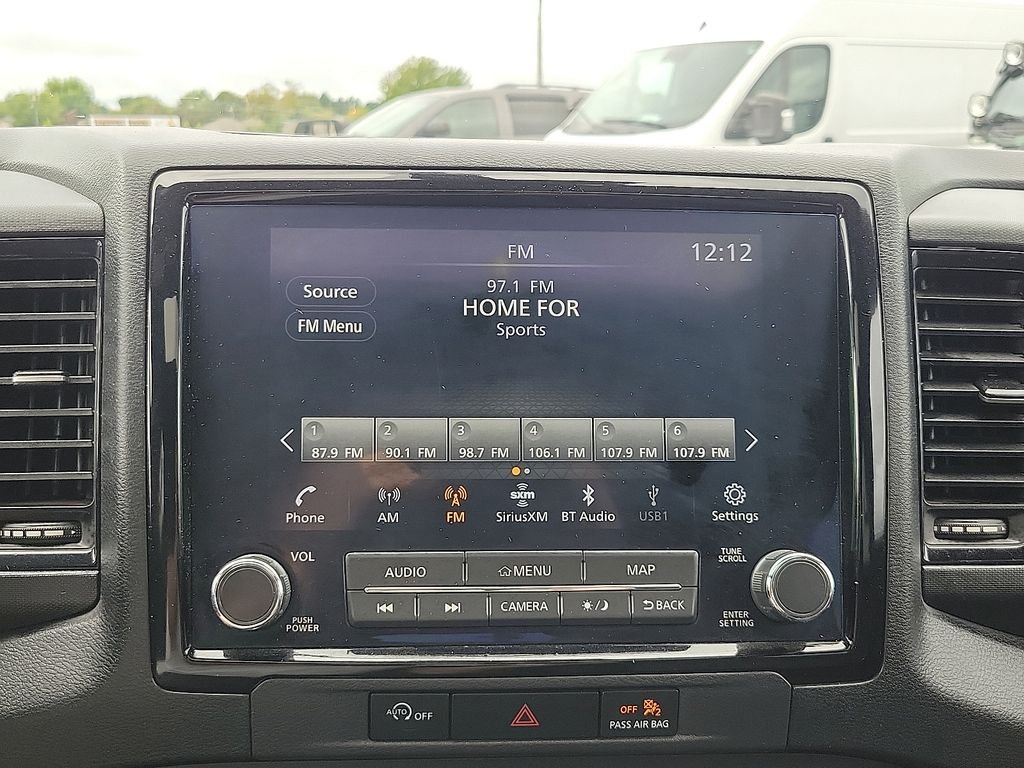 FM
12:12
Source
97.1 FM
HOME FOR
FM Menu
Sports
1 2 3 4 5 6
87.9 FM 90.1 FM 98.7 FM 106.1 FM 107.9 FM 107.9 FM
Phone AM FM SiriusXM BT Audio USB1 Settings
sxm
VOL
TUNE
SCROLL
AUDIO MENU MAP
CAMERA BACK
PUSH
POWER
ENTER
SETTING
AUTO OFF
OFF
2
PASS AIR BAG